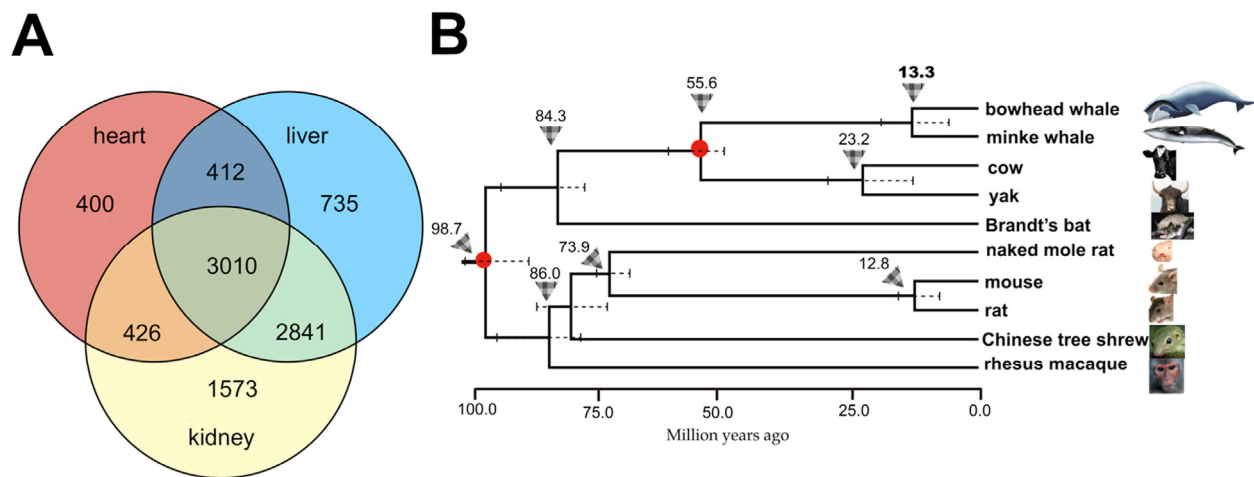 A
heart
liver
412
400
735
3010
426
2841
1573
kidney
B
13.3
55.6
84.3
bowhead whale
minke whale
23.2
cow
yak
Brandt's bat
98.7
73.9
naked mole rat
86.0
12.8
mouse
rat
Chinese tree shrew
rhesus macaque
100.0 75.0 50.0 25.0 0.0
Million years ago